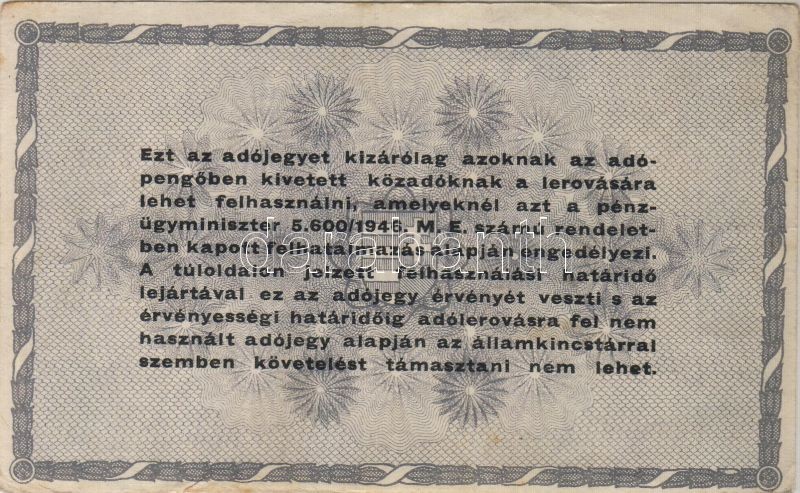 Ezt az adójegyet kizárólag azoknak az adó-
pengőben kivetett közadóknak a lerovására
lehet felhasználni, amelyeknél azt a pénz-
ügyminiszter 5.600/1946. M. E. számú rendelet-
ben kapott felhatalmazás alapján engedélyezi.
A túloldalon jelzett felhasználási határidő
lejártával ez az adójegy érvényét veszti s az
érvényességi határidőig adólerovásra fel nem
használt adójegy alapján az államkincstárral
szemben követelést támasztani nem lehet.
darabanth